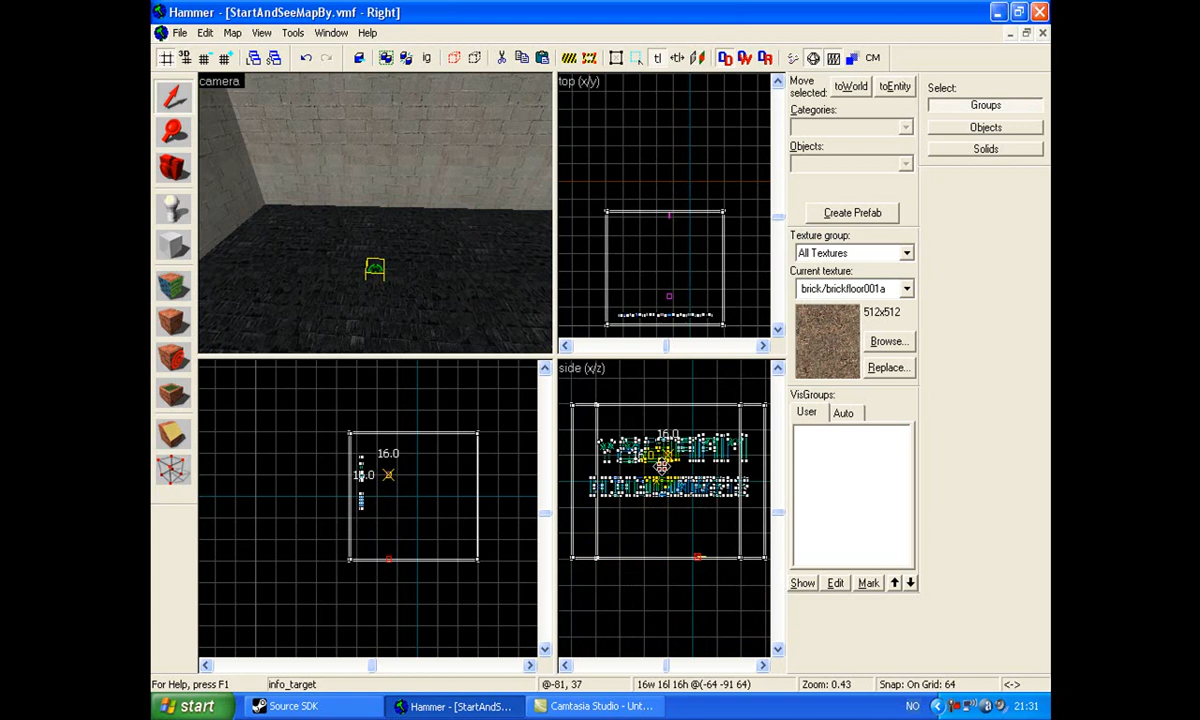 Hammer - [StartAndSeeMapBy.vmf - Right]
File Edit Map View Tools Window Help
ig tl CM
camera
top (x/y)
Move selected: toWorld toEntity
Categories:
Objects:
Create Prefab
Texture group:
All Textures
Current texture:
brick/brickfloor001a
512x512
Browse...
Replace...
VisGroups:
User Auto
Show Edit Mark
Select:
Groups
Objects
Solids
side (x/z)
16.0
16.0
16.0
For Help, press F1 info_target @-81, 37 16w 16l 16h @(-64 -91 64) Zoom: 0.43 Snap: On Grid: 64 <->
start Source SDK Hammer - [StartAndS... Camtasia Studio - Unt... NO 21:31